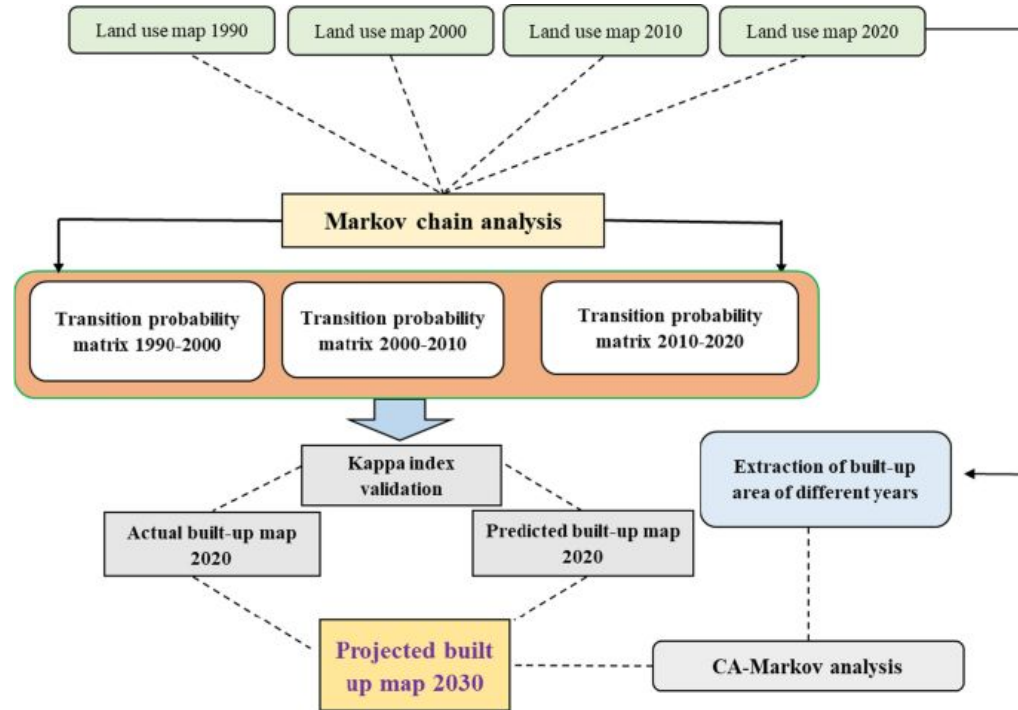 Land use map 1990
Land use map 2000
Land use map 2010
Land use map 2020
Markov chain analysis
Transition probability
matrix 1990-2000
Transition probability
matrix 2000-2010
Transition probability
matrix 2010-2020
Kappa index
validation
Extraction of built-up
area of different years
Actual built-up map
2020
Predicted built-up map
2020
Projected built
up map 2030
CA-Markov analysis